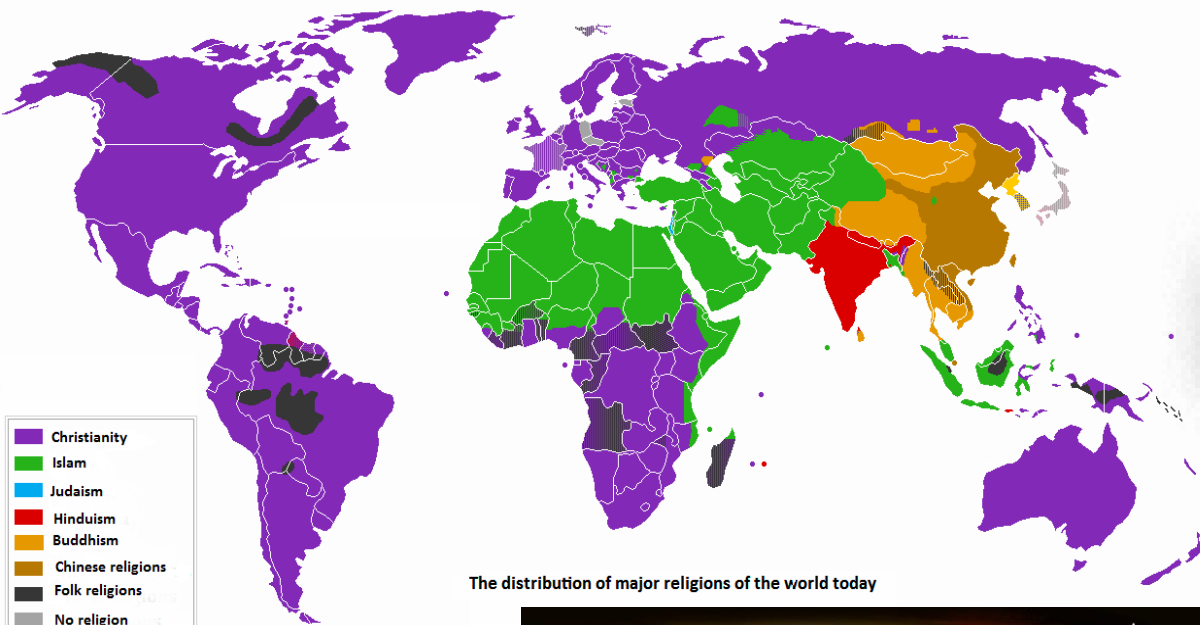 Christianity
Islam
Judaism
Hinduism
Buddhism
Chinese religions
Folk religions
No religion
The distribution of major religions of the world today